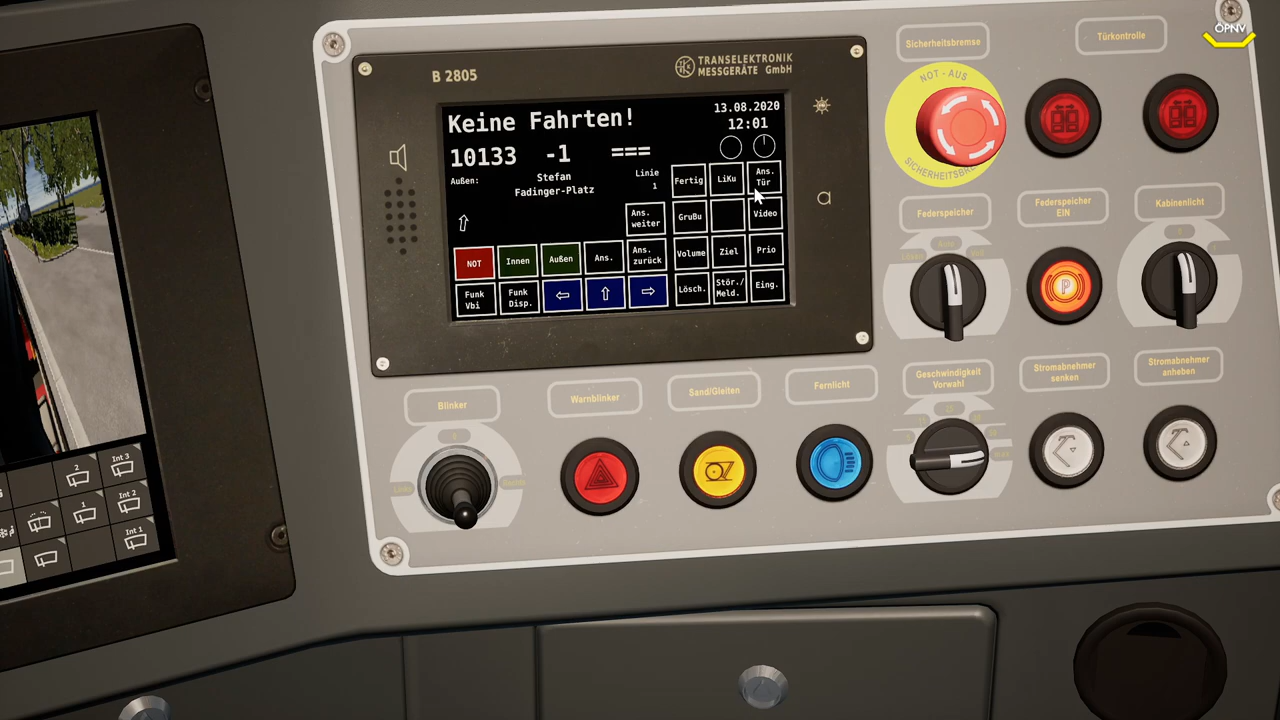 ÖPNV
B 2805
TRANSELEKTRONIK
MESSGERÄTE GmbH
Keine Fahrten!
13.08.2020
12:01
10133 -1 ===
Außen:
Stefan
Fadinger-Platz
Linie
1
Fertig
LiKu
Ans.
Tür
Ans.
weiter
GruBu
Video
NOT
Innen
Außen
Ans.
Ans.
zurück
Volume
Ziel
Prio
Funk
Vbi
Funk
Disp.
Lösch.
Stör./
Meld.
Eing.
Sicherheitsbremse
Türkontrolle
NOT - AUS
Federspeicher
Federspeicher
EIN
Kabinenlicht
P
Blinker
Warnblinker
Sand/Gleiten
Fernlicht
Geschwindigkeit
Vorwahl
Stromabnehmer
senken
Stromabnehmer
anheben
Links
2
Int 3
1
Int 2
Int 1